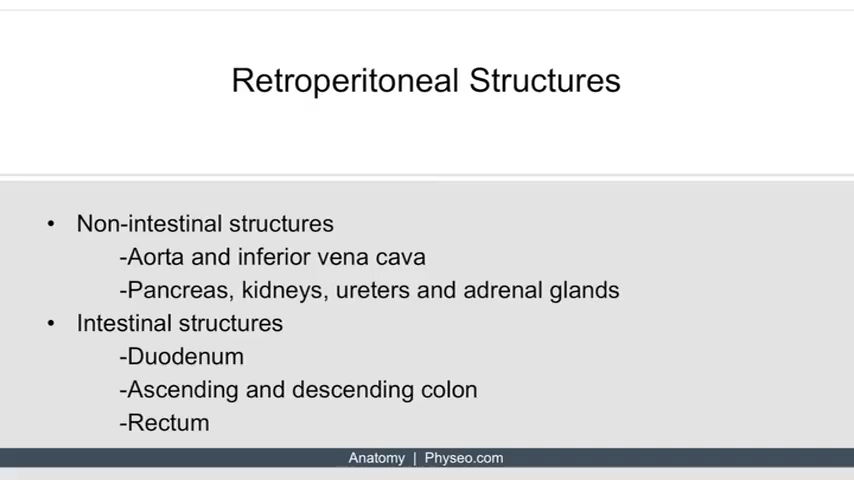 Retroperitoneal Structures
• Non-intestinal structures
-Aorta and inferior vena cava
-Pancreas, kidneys, ureters and adrenal glands
• Intestinal structures
-Duodenum
-Ascending and descending colon
-Rectum
Anatomy | Physeo.com